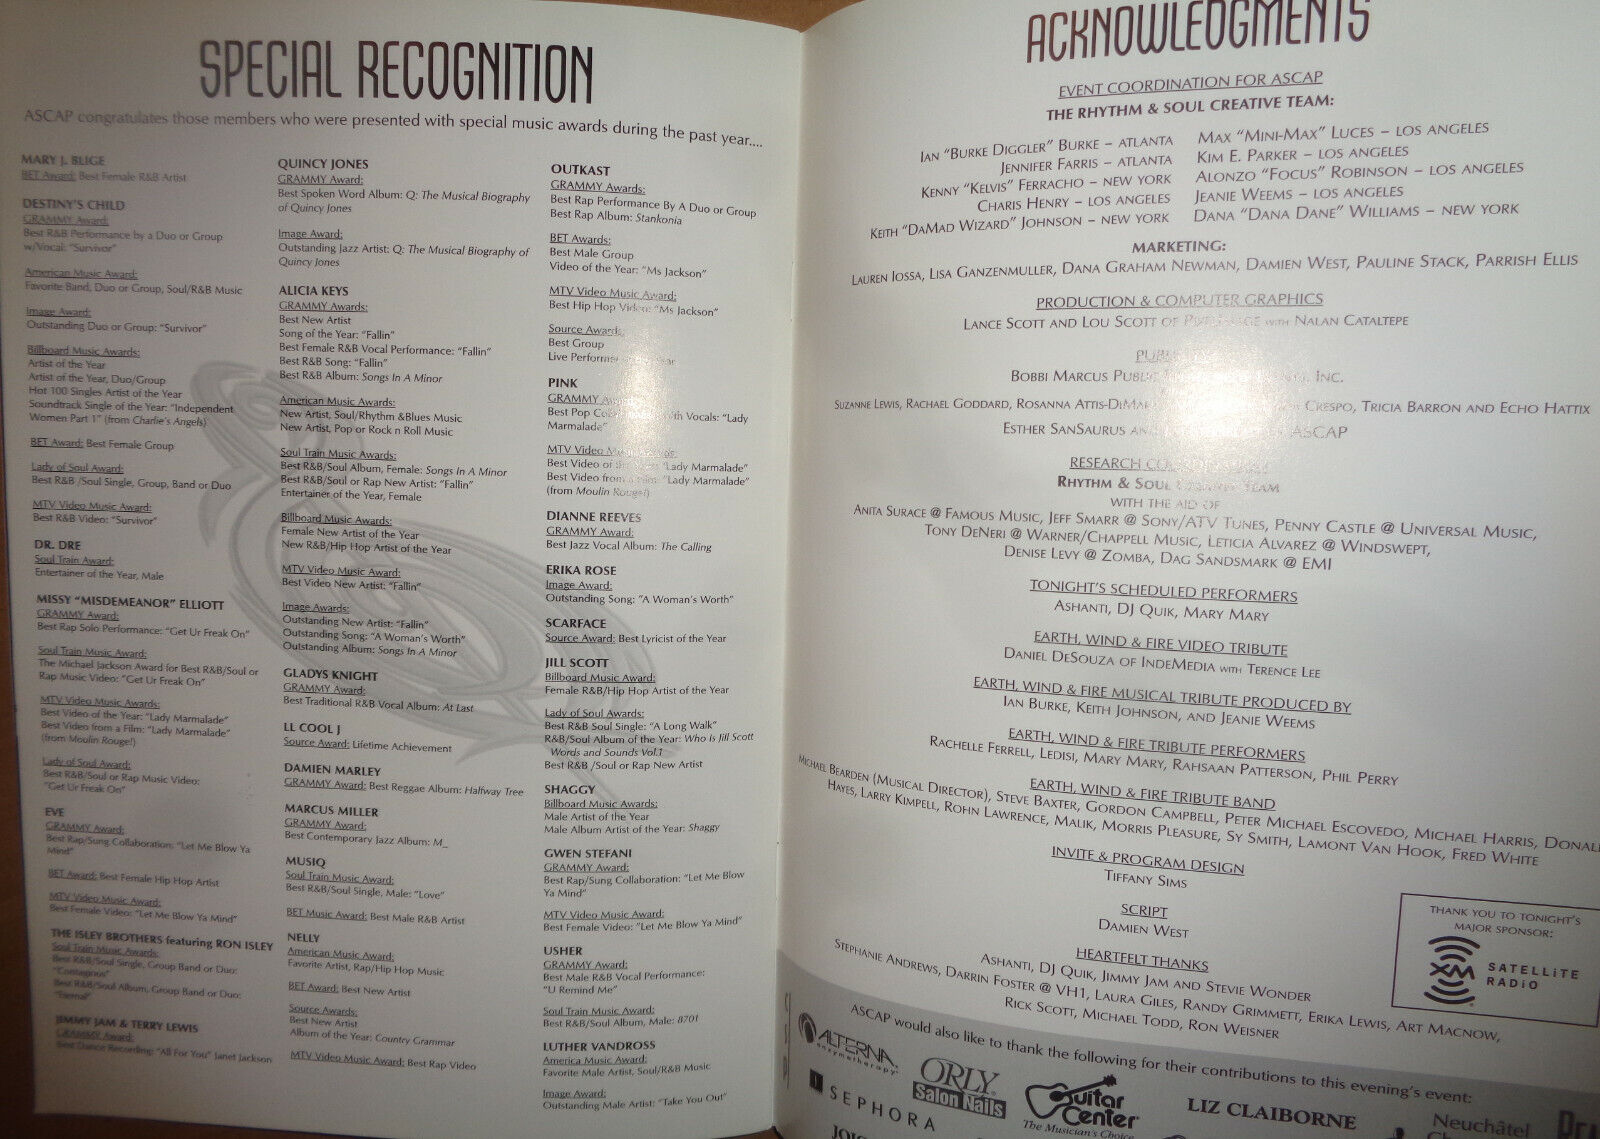 SPECIAL RECOGNITION
ASCAP congratulates those members who were presented with special music awards during the past year....
MARY J. BLIGE
BET Award: Best Female R&B Artist
DESTINY'S CHILD
GRAMMY Award:
Best R&B Performance by a Duo or Group
w/Vocal: "Survivor"
American Music Award:
Favorite Band, Duo or Group, Soul/R&B Music
Image Award:
Outstanding Duo or Group: "Survivor"
Billboard Music Awards:
Artist of the Year
Artist of the Year, Duo/Group
Hot 100 Singles Artist of the Year
Soundtrack Single of the Year: "Independent
Women Part 1" (from Charlie's Angels)
BET Award: Best Female Group
Lady of Soul Award:
Best R&B /Soul Single, Group, Band or Duo
MTV Video Music Award:
Best R&B Video: "Survivor"
DR. DRE
Soul Train Award:
Entertainer of the Year, Male
MISSY "MISDEMEANOR" ELLIOTT
GRAMMY Award:
Best Rap Solo Performance: "Get Ur Freak On"
Soul Train Music Award:
The Michael Jackson Award for Best R&B/Soul or
Rap Music Video: "Get Ur Freak On"
MTV Video Music Awards:
Best Video of the Year: "Lady Marmalade"
Best Video from a Film: "Lady Marmalade"
(from Moulin Rouge!)
Lady of Soul Award:
Best R&B/Soul or Rap Music Video:
"Get Ur Freak On"
EVE
GRAMMY Award:
Best Rap/Sung Collaboration: "Let Me Blow Ya
Mind"
BET Award: Best Female Hip Hop Artist
MTV Video Music Award:
Best Female Video: "Let Me Blow Ya Mind"
THE ISLEY BROTHERS featuring RON ISLEY
Soul Train Music Awards:
Best R&B/Soul Single, Group Band or Duo:
"Contagious"
Best R&B/Soul Album, Group Band or Duo:
"Eternal"
JIMMY JAM & TERRY LEWIS
GRAMMY Award:
Best Dance Recording: "All For You" Janet Jackson
QUINCY JONES
GRAMMY Award:
Best Spoken Word Album: Q: The Musical Biography
of Quincy Jones
Image Award:
Outstanding Jazz Artist: Q: The Musical Biography of
Quincy Jones
ALICIA KEYS
GRAMMY Awards:
Best New Artist
Song of the Year: "Fallin"
Best Female R&B Vocal Performance: "Fallin"
Best R&B Song: "Fallin"
Best R&B Album: Songs In A Minor
American Music Awards:
New Artist, Soul/Rhythm &Blues Music
New Artist, Pop or Rock n Roll Music
Soul Train Music Awards:
Best R&B/Soul Album, Female: Songs In A Minor
Best R&B/Soul or Rap New Artist: "Fallin"
Entertainer of the Year, Female
Billboard Music Awards:
Female New Artist of the Year
New R&B/Hip Hop Artist of the Year
MTV Video Music Award:
Best Video New Artist: "Fallin"
Image Awards:
Outstanding New Artist: "Fallin"
Outstanding Song: "A Woman's Worth"
Outstanding Album: Songs In A Minor
GLADYS KNIGHT
GRAMMY Award:
Best Traditional R&B Vocal Album: At Last
LL COOL J
Source Award: Lifetime Achievement
DAMIEN MARLEY
GRAMMY Award: Best Reggae Album: Halfway Tree
MARCUS MILLER
GRAMMY Award:
Best Contemporary Jazz Album: M_
MUSIQ
Soul Train Music Award:
Best R&B/Soul Single, Male: "Love"
BET Music Award: Best Male R&B Artist
NELLY
American Music Award:
Favorite Artist, Rap/Hip Hop Music
BET Award: Best New Artist
Source Awards:
Best New Artist
Album of the Year: Country Grammar
MTV Video Music Award: Best Rap Video
OUTKAST
GRAMMY Awards:
Best Rap Performance By A Duo or Group
Best Rap Album: Stankonia
BET Awards:
Best Male Group
Video of the Year: "Ms Jackson"
MTV Video Music Award:
Best Hip Hop Video: "Ms Jackson"
Source Awards:
Best Group
Live Performer
PINK
GRAMMY
Best Pop with Vocals: "Lady
Marmalade"
MTV Video Music Awards:
Best Video of the Year: "Lady Marmalade"
Best Video from a Film: "Lady Marmalade"
(from Moulin Rouge!)
DIANNE REEVES
GRAMMY Award:
Best Jazz Vocal Album: The Calling
ERIKA ROSE
Image Award:
Outstanding Song: "A Woman's Worth"
SCARFACE
Source Award: Best Lyricist of the Year
JILL SCOTT
Billboard Music Award:
Female R&B/Hip Hop Artist of the Year
Lady of Soul Awards:
Best R&B Soul Single: "A Long Walk"
R&B/Soul Album of the Year: Who Is Jill Scott
Words and Sounds Vol.1
Best R&B /Soul or Rap New Artist
SHAGGY
Billboard Music Awards:
Male Artist of the Year
Male Album Artist of the Year: Shaggy
GWEN STEFANI
GRAMMY Award:
Best Rap/Sung Collaboration: "Let Me Blow
Ya Mind"
MTV Video Music Award:
Best Female Video: "Let Me Blow Ya Mind"
USHER
GRAMMY Award:
Best Male R&B Vocal Performance:
"U Remind Me"
Soul Train Music Award:
Best R&B/Soul Album, Male: 8701
LUTHER VANDROSS
America Music Award:
Favorite Male Artist, Soul/R&B Music
Image Award:
Outstanding Male Artist: "Take You Out"
ACKNOWLEDGMENTS
EVENT COORDINATION FOR ASCAP
THE RHYTHM & SOUL CREATIVE TEAM:
IAN "BURKE DIGGLER" BURKE – ATLANTA
JENNIFER FARRIS – ATLANTA
KENNY "KELVIS" FERRACHO – NEW YORK
CHARIS HENRY – LOS ANGELES
KEITH "DAMAD WIZARD" JOHNSON – NEW YORK
MAX "MINI-MAX" LUCES – LOS ANGELES
KIM E. PARKER – LOS ANGELES
ALONZO "FOCUS" ROBINSON – LOS ANGELES
JEANIE WEEMS – LOS ANGELES
DANA "DANA DANE" WILLIAMS – NEW YORK
MARKETING:
LAUREN IOSSA, LISA GANZENMULLER, DANA GRAHAM NEWMAN, DAMIEN WEST, PAULINE STACK, PARRISH ELLIS
PRODUCTION & COMPUTER GRAPHICS
LANCE SCOTT AND LOU SCOTT OF WITH NALAN CATALTEPE
BOBBI MARCUS INC.
SUZANNE LEWIS, RACHAEL GODDARD, ROSANNA CRESPO, TRICIA BARRON AND ECHO HATTIX
ESTHER SANSAURUS ASCAP
RESEARCH
RHYTHM & SOUL TEAM
WITH THE AID OF
ANITA SURACE @ FAMOUS MUSIC, JEFF SMARR @ SONY/ATV TUNES, PENNY CASTLE @ UNIVERSAL MUSIC,
TONY DENERI @ WARNER/CHAPPELL MUSIC, LETICIA ALVAREZ @ WINDSWEPT,
DENISE LEVY @ ZOMBA, DAG SANDSMARK @ EMI
TONIGHT'S SCHEDULED PERFORMERS
ASHANTI, DJ QUIK, MARY MARY
EARTH, WIND & FIRE VIDEO TRIBUTE
DANIEL DESOUZA OF INDEMEDIA WITH TERENCE LEE
EARTH, WIND & FIRE MUSICAL TRIBUTE PRODUCED BY
IAN BURKE, KEITH JOHNSON, AND JEANIE WEEMS
EARTH, WIND & FIRE TRIBUTE PERFORMERS
RACHELLE FERRELL, LEDISI, MARY MARY, RAHSAAN PATTERSON, PHIL PERRY
EARTH, WIND & FIRE TRIBUTE BAND
MICHAEL BEARDEN (MUSICAL DIRECTOR), STEVE BAXTER, GORDON CAMPBELL, PETER MICHAEL ESCOVEDO, MICHAEL HARRIS, DONALD
HAYES, LARRY KIMPELL, ROHN LAWRENCE, MALIK, MORRIS PLEASURE, SY SMITH, LAMONT VAN HOOK, FRED WHITE
INVITE & PROGRAM DESIGN
TIFFANY SIMS
SCRIPT
DAMIEN WEST
HEARTFELT THANKS
ASHANTI, DJ QUIK, JIMMY JAM AND STEVIE WONDER
STEPHANIE ANDREWS, DARRIN FOSTER @ VH1, LAURA GILES, RANDY GRIMMETT, ERIKA LEWIS, ART MACNOW,
RICK SCOTT, MICHAEL TODD, RON WEISNER
THANK YOU TO TONIGHT'S
MAJOR SPONSOR:
XM SATELLITE
RADIO
ASCAP would also like to thank the following for their contributions to this evening's event:
ALTERNA
enzymetherapy
ORLY
Salon Nails
Guitar
Center
The Musician's Choice
LIZ CLAIBORNE
Neuchâtel
SEPHORA